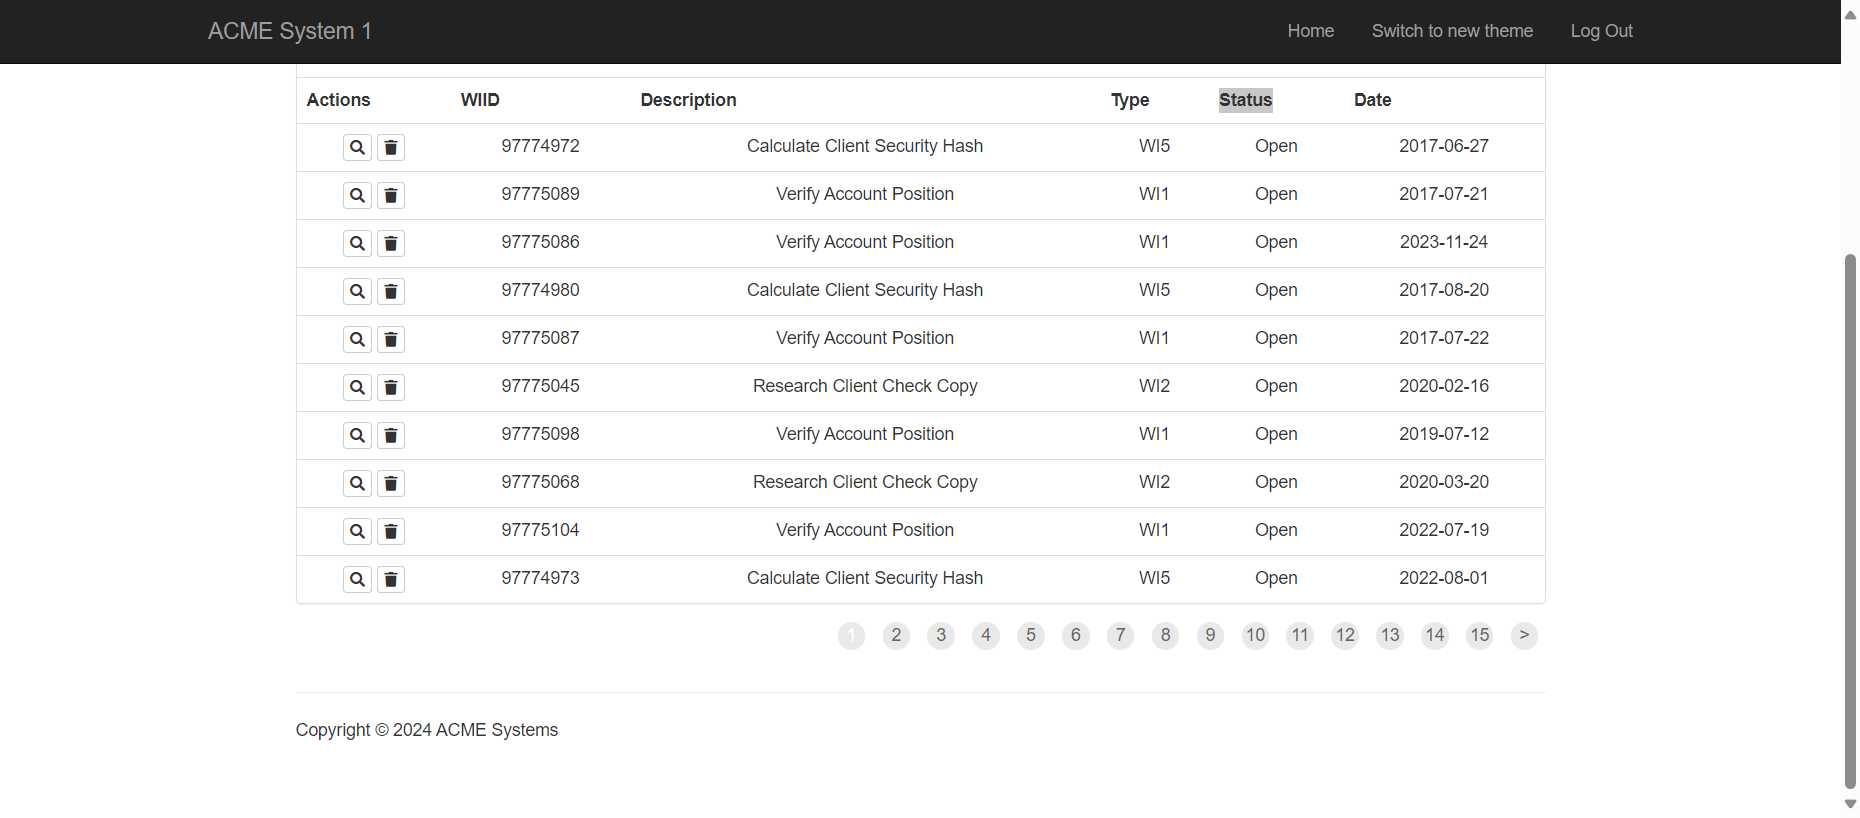 ACME System 1 Home Switch to new theme Log Out
Actions WIID Description Type Status Date
97774972 Calculate Client Security Hash WI5 Open 2017-06-27
97775089 Verify Account Position WI1 Open 2017-07-21
97775086 Verify Account Position WI1 Open 2023-11-24
97774980 Calculate Client Security Hash WI5 Open 2017-08-20
97775087 Verify Account Position WI1 Open 2017-07-22
97775045 Research Client Check Copy WI2 Open 2020-02-16
97775098 Verify Account Position WI1 Open 2019-07-12
97775068 Research Client Check Copy WI2 Open 2020-03-20
97775104 Verify Account Position WI1 Open 2022-07-19
97774973 Calculate Client Security Hash WI5 Open 2022-08-01
1 2 3 4 5 6 7 8 9 10 11 12 13 14 15 >
Copyright © 2024 ACME Systems